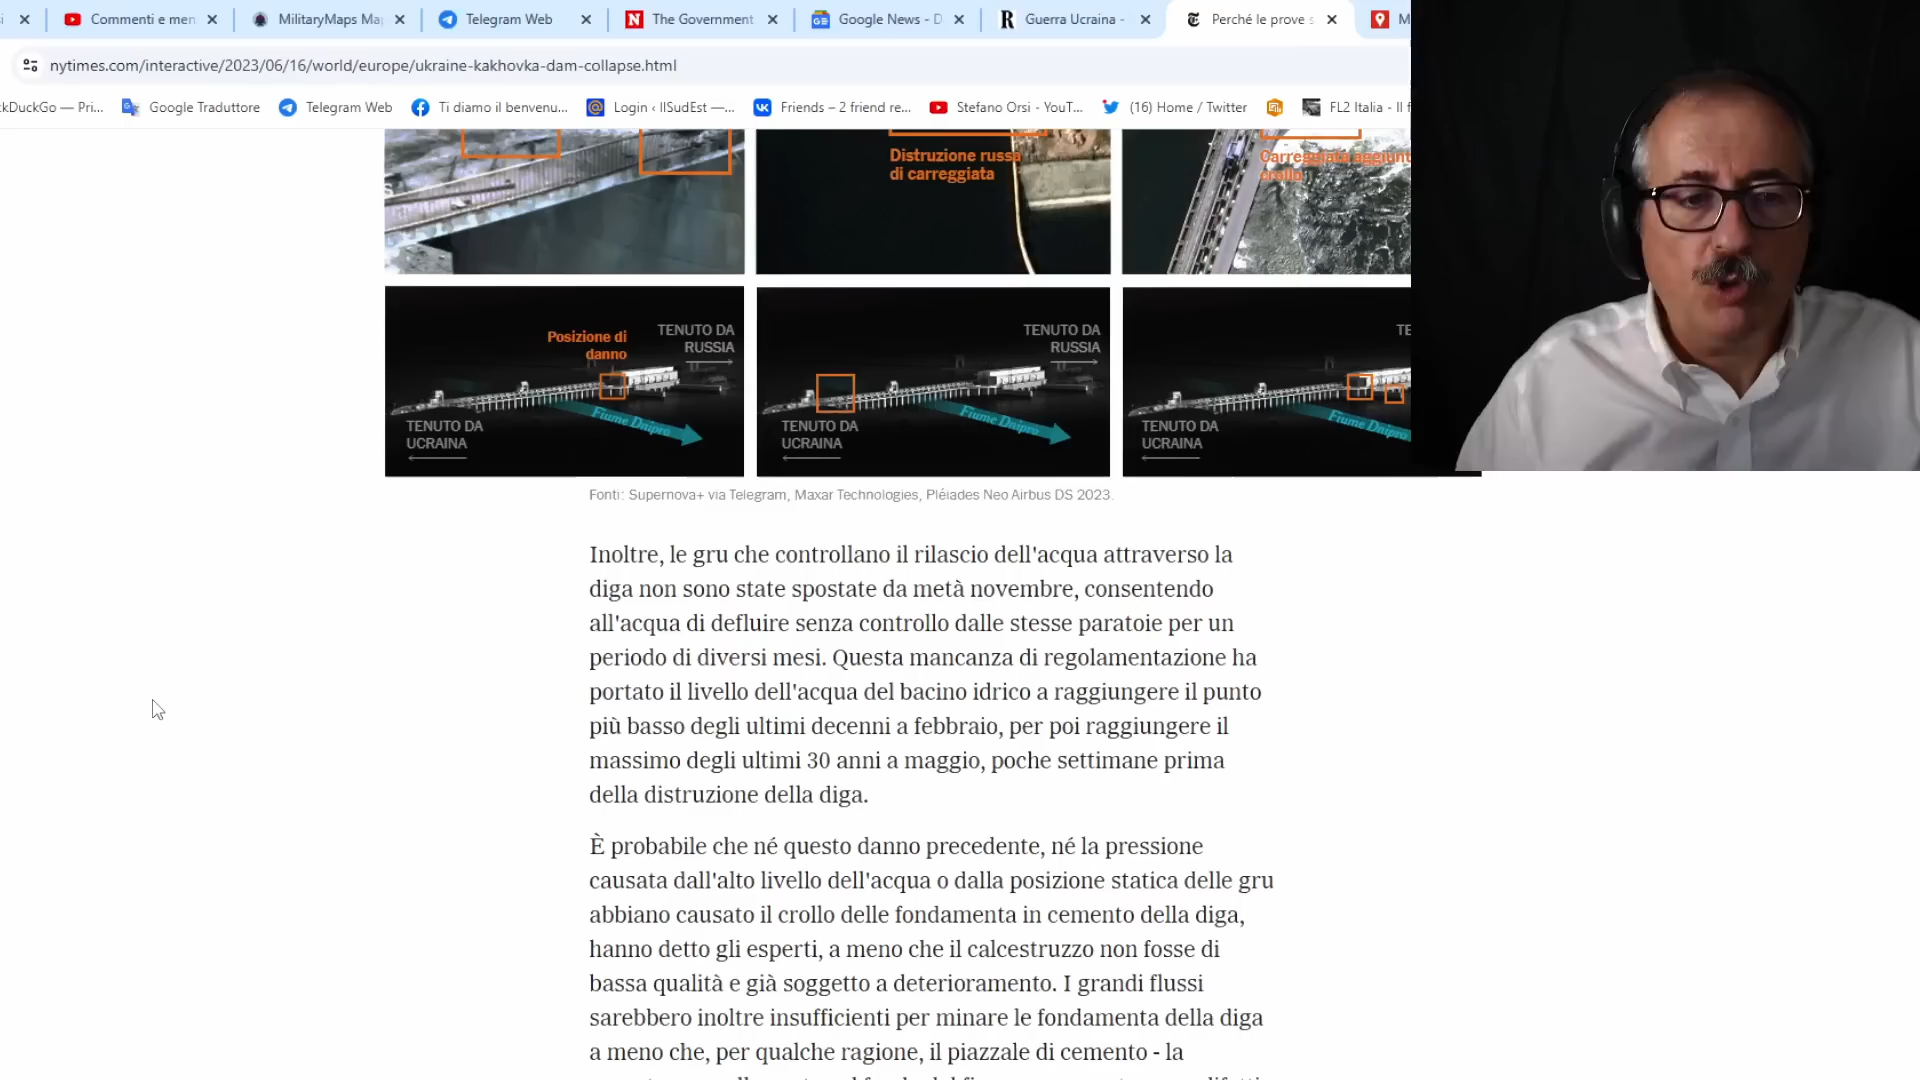 Commenti e men
MilitaryMaps Ma
Telegram Web
The Government
Google News - D
Guerra Ucraina -
Perché le prove s
M
nytimes.com/interactive/2023/06/16/world/europe/ukraine-kakhovka-dam-collapse.html
ckDuckGo — Pri...
Google Traduttore
Telegram Web
Ti diamo il benvenu...
Login ‹ IlSudEst —...
Friends – 2 friend re...
Stefano Orsi - YouT...
(16) Home / Twitter
FL2 Italia - Il f
Distruzione russa
di carreggiata
Carreggiata aggiunt
crollo
Posizione di
danno
TENUTO DA
RUSSIA
Fiume Dnipro
TENUTO DA
UCRAINA
TENUTO DA
RUSSIA
Fiume Dnipro
TENUTO DA
UCRAINA
TE
Fiume Dnipro
TENUTO DA
UCRAINA
Fonti: Supernova+ via Telegram, Maxar Technologies, Pléiades Neo Airbus DS 2023.
Inoltre, le gru che controllano il rilascio dell'acqua attraverso la
diga non sono state spostate da metà novembre, consentendo
all'acqua di defluire senza controllo dalle stesse paratoie per un
periodo di diversi mesi. Questa mancanza di regolamentazione ha
portato il livello dell'acqua del bacino idrico a raggiungere il punto
più basso degli ultimi decenni a febbraio, per poi raggiungere il
massimo degli ultimi 30 anni a maggio, poche settimane prima
della distruzione della diga.
È probabile che né questo danno precedente, né la pressione
causata dall'alto livello dell'acqua o dalla posizione statica delle gru
abbiano causato il crollo delle fondamenta in cemento della diga,
hanno detto gli esperti, a meno che il calcestruzzo non fosse di
bassa qualità e già soggetto a deterioramento. I grandi flussi
sarebbero inoltre insufficienti per minare le fondamenta della diga
a meno che, per qualche ragione, il piazzale di cemento - la